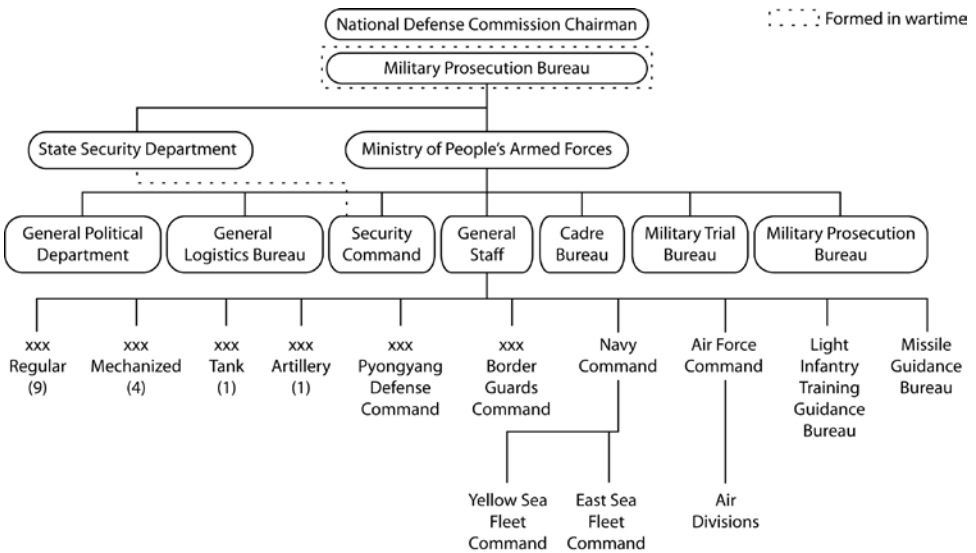 National Defense Commission Chairman
Formed in wartime
Military Prosecution Bureau
State Security Department
Ministry of People's Armed Forces
General Political
Department
General
Logistics Bureau
Security
Command
General
Staff
Cadre
Bureau
Military Trial
Bureau
Military Prosecution
Bureau
xxx
Regular
(9)
xxx
Mechanized
(4)
xxx
Tank
(1)
xxx
Artillery
(1)
xxx
Pyongyang
Defense
Command
xxx
Border
Guards
Command
Navy
Command
Air Force
Command
Light
Infantry
Training
Guidance
Bureau
Missile
Guidance
Bureau
Yellow Sea
Fleet
Command
East Sea
Fleet
Command
Air
Divisions